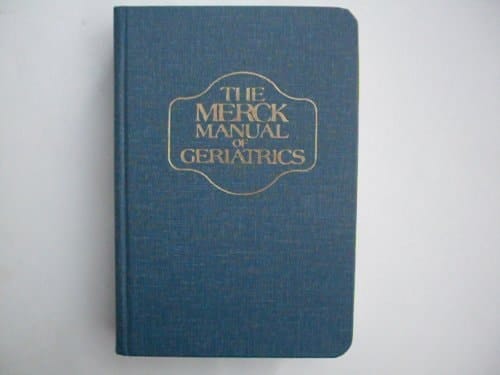 THE
MERCK
MANUAL
OF
GERIATRICS